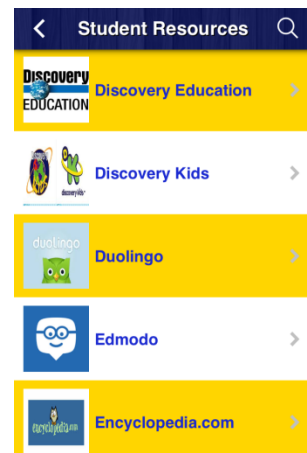 Student Resources
DISCOVERY
EDUCATION
Discovery Education
discovery kids
Discovery Kids
duolingo
Duolingo
Edmodo
encyclopedia.com
Encyclopedia.com